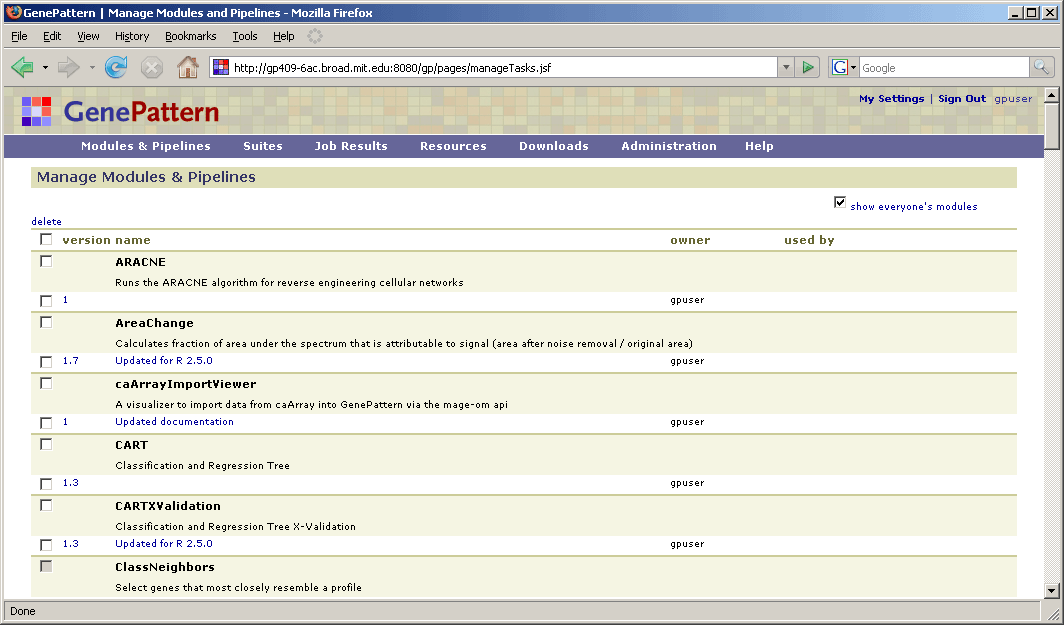 GenePattern | Manage Modules and Pipelines - Mozilla Firefox
File Edit View History Bookmarks Tools Help
http://gp409-6ac.broad.mit.edu:8080/gp/pages/manageTasks.jsf
G Google
GenePattern
My Settings | Sign Out gpuser
Modules & Pipelines Suites Job Results Resources Downloads Administration Help
Manage Modules & Pipelines
show everyone's modules
delete
version name owner used by
ARACNE
Runs the ARACNE algorithm for reverse engineering cellular networks
1 gpuser
AreaChange
Calculates fraction of area under the spectrum that is attributable to signal (area after noise removal / original area)
1.7 Updated for R 2.5.0 gpuser
caArrayImportViewer
A visualizer to import data from caArray into GenePattern via the mage-om api
1 Updated documentation gpuser
CART
Classification and Regression Tree
1.3 gpuser
CARTXValidation
Classification and Regression Tree X-Validation
1.3 Updated for R 2.5.0 gpuser
ClassNeighbors
Select genes that most closely resemble a profile
Done